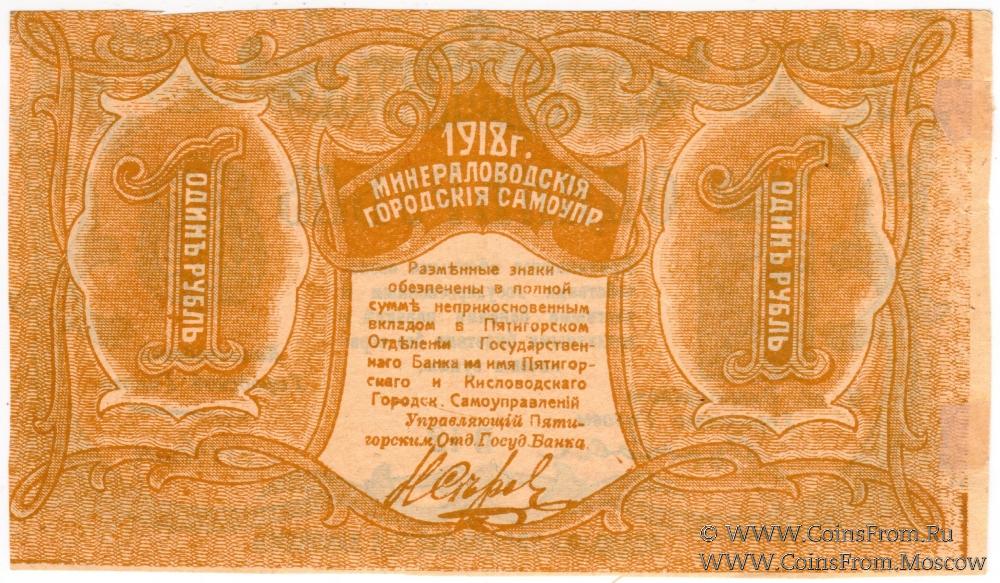 1918г.
МИНЕРАЛОВОДСКІЯ
ГОРОДСКІЯ САМОУПР.
1
ОДИНЪ РУБЛЬ
1
ОДИНЪ РУБЛЬ
Размѣнные знаки
обезпечены в полной
суммѣ неприкосновенным
вкладом в Пятигорском
Отдѣленіи Государствен-
наго Банка на имя Пятигор-
скаго и Кисловодскаго
Городск. Самоуправленій
Управляющій Пяти-
горским Отд. Госуд. Банка
© WWW.CoinsFrom.Ru
WWW.CoinsFrom.Moscow